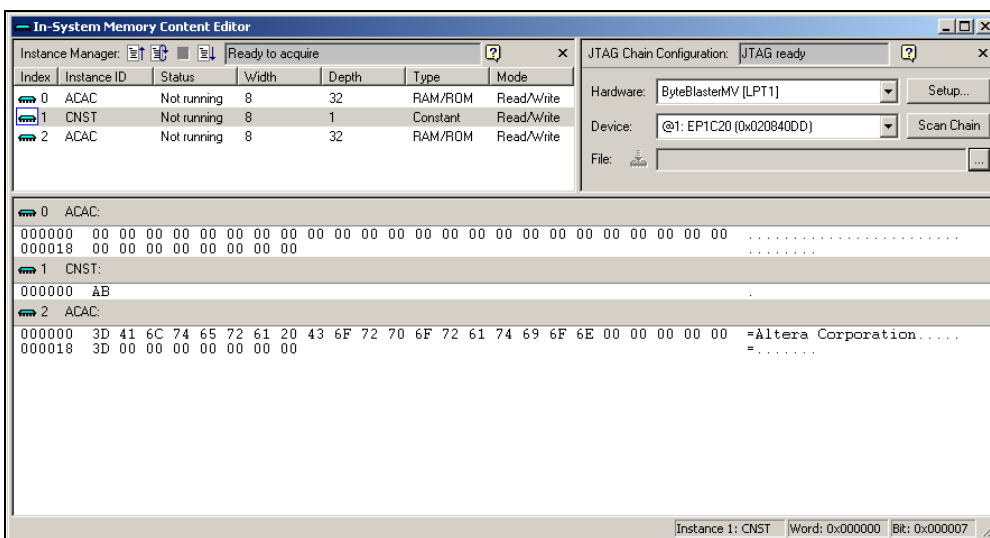 In-System Memory Content Editor
Instance Manager: Ready to acquire
JTAG Chain Configuration: JTAG ready
Index Instance ID Status Width Depth Type Mode
0 ACAC Not running 8 32 RAM/ROM Read/Write
1 CNST Not running 8 1 Constant Read/Write
2 ACAC Not running 8 32 RAM/ROM Read/Write
Hardware: ByteBlasterMV [LPT1] Setup...
Device: @1: EP1C20 (0x020840DD) Scan Chain
File: ...
0 ACAC:
000000 00 00 00 00 00 00 00 00 00 00 00 00 00 00 00 00 00 00 00 00 00 00 00 00 ........................
000018 00 00 00 00 00 00 00 00 ........
1 CNST:
000000 AB .
2 ACAC:
000000 3D 41 6C 74 65 72 61 20 43 6F 72 70 6F 72 61 74 69 6F 6E 00 00 00 00 00 =Altera Corporation.....
000018 3D 00 00 00 00 00 00 00 =.......
Instance 1: CNST Word: 0x000000 Bit: 0x000007